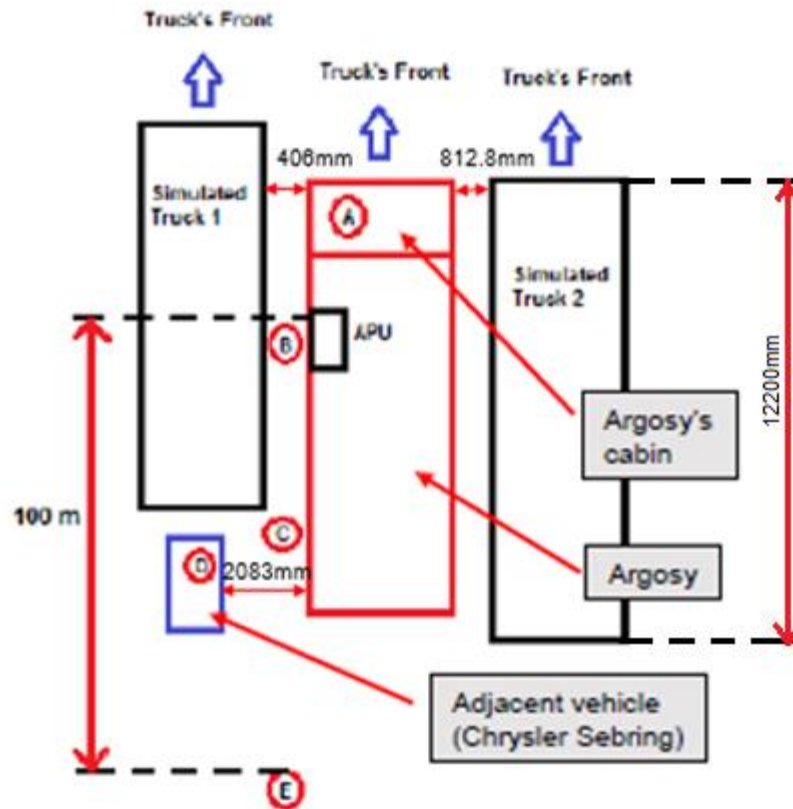 Truck's Front
Truck's Front
Truck's Front
406mm
812.8mm
Simulated
Truck 1
A
Simulated
Truck 2
B
APU
12200mm
Argosy's
cabin
100 m
C
Argosy
D
2083mm
Adjacent vehicle
(Chrysler Sebring)
E